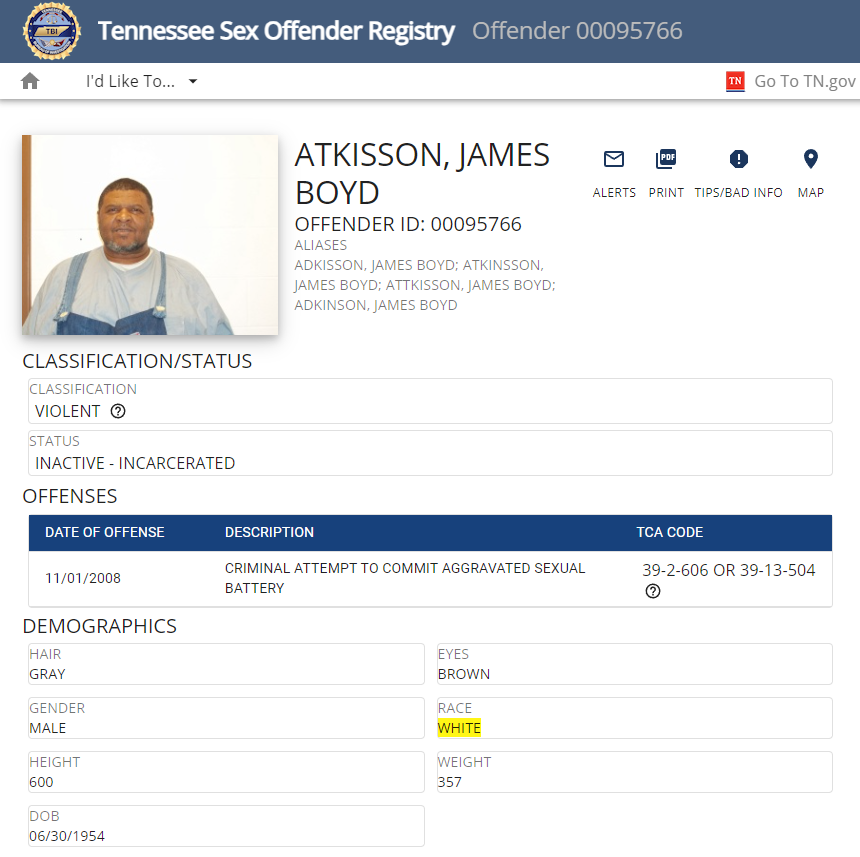 TBI
Tennessee Sex Offender Registry Offender 00095766
I'd Like To...
TN Go To TN.gov
ATKISSON, JAMES
BOYD
OFFENDER ID: 00095766
ALIASES
ADKISSON, JAMES BOYD; ATKINSSON,
JAMES BOYD; ATTKISSON, JAMES BOYD;
ADKINSON, JAMES BOYD
ALERTS
PDF
PRINT
TIPS/BAD INFO
MAP
CLASSIFICATION/STATUS
CLASSIFICATION
VIOLENT ?
STATUS
INACTIVE - INCARCERATED
OFFENSES
DATE OF OFFENSE DESCRIPTION TCA CODE
11/01/2008
CRIMINAL ATTEMPT TO COMMIT AGGRAVATED SEXUAL
BATTERY
39-2-606 OR 39-13-504
?
DEMOGRAPHICS
HAIR
GRAY
EYES
BROWN
GENDER
MALE
RACE
WHITE
HEIGHT
600
WEIGHT
357
DOB
06/30/1954